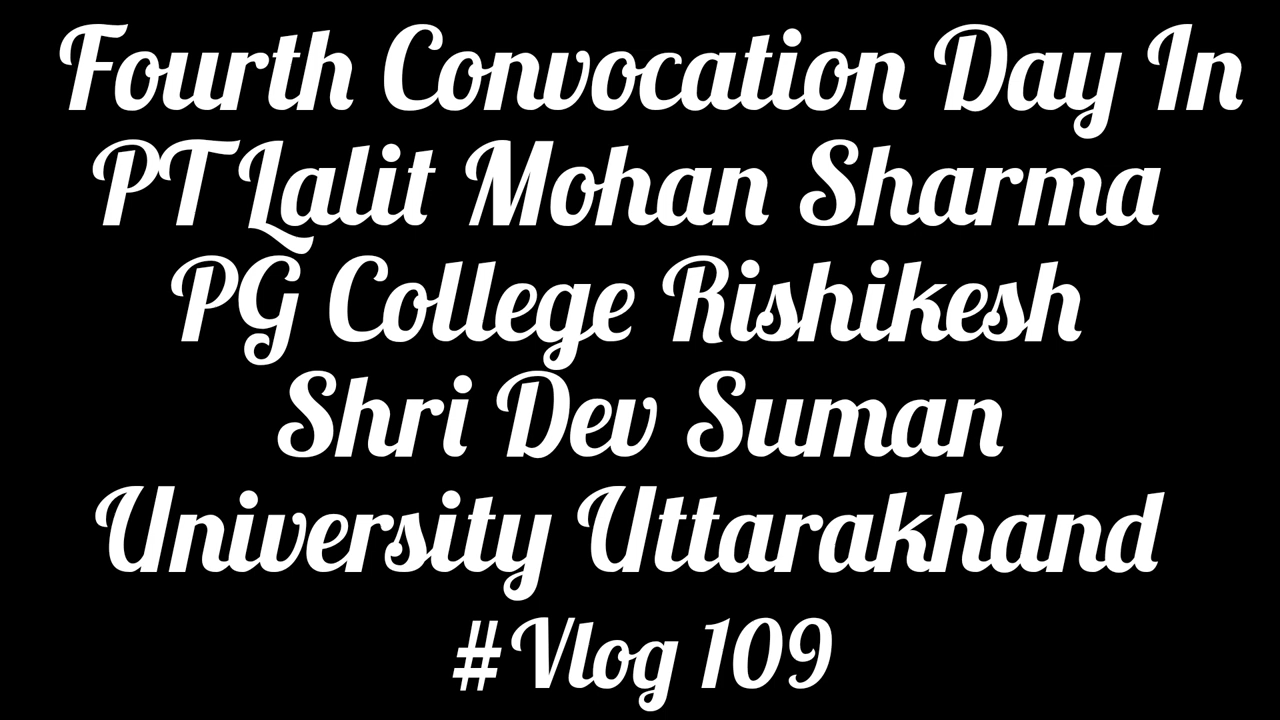 Fourth Convocation Day In
PT Lalit Mohan Sharma
PG College Rishikesh
Shri Dev Suman
University Uttarakhand
#Vlog 109